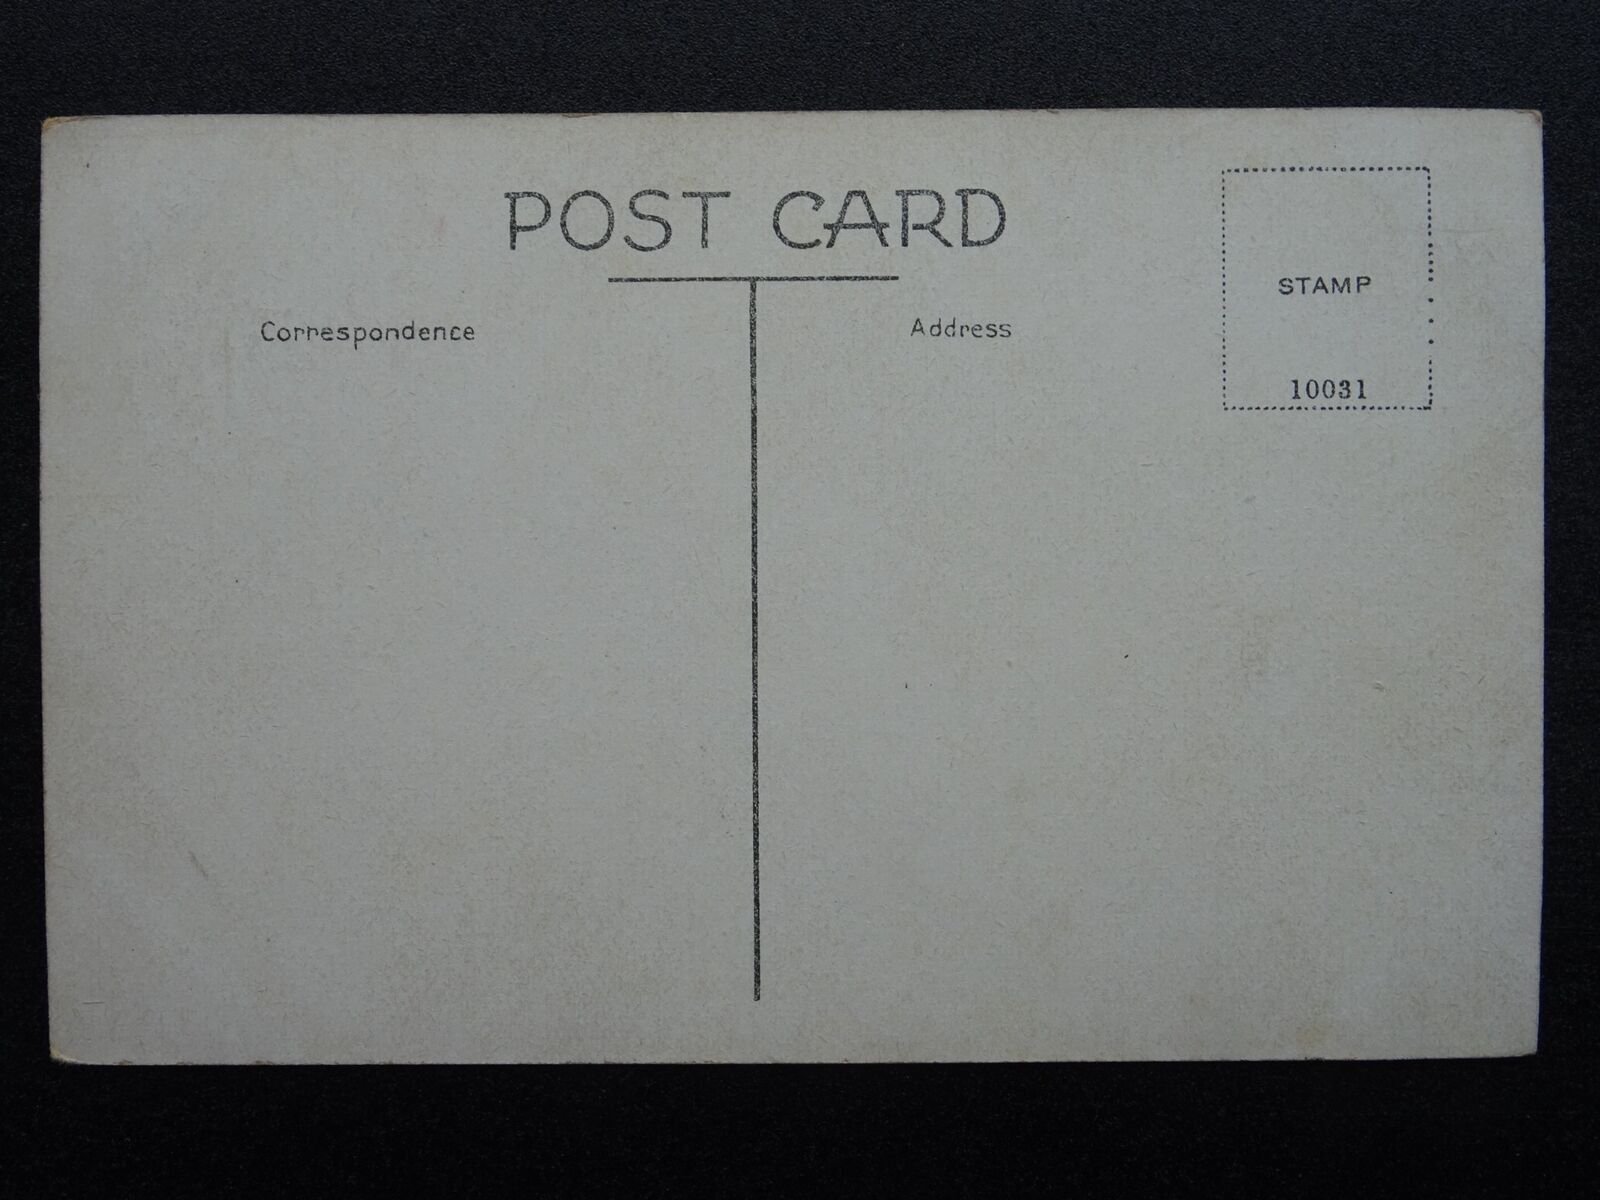 POST CARD
Correspondence
Address
STAMP
10031